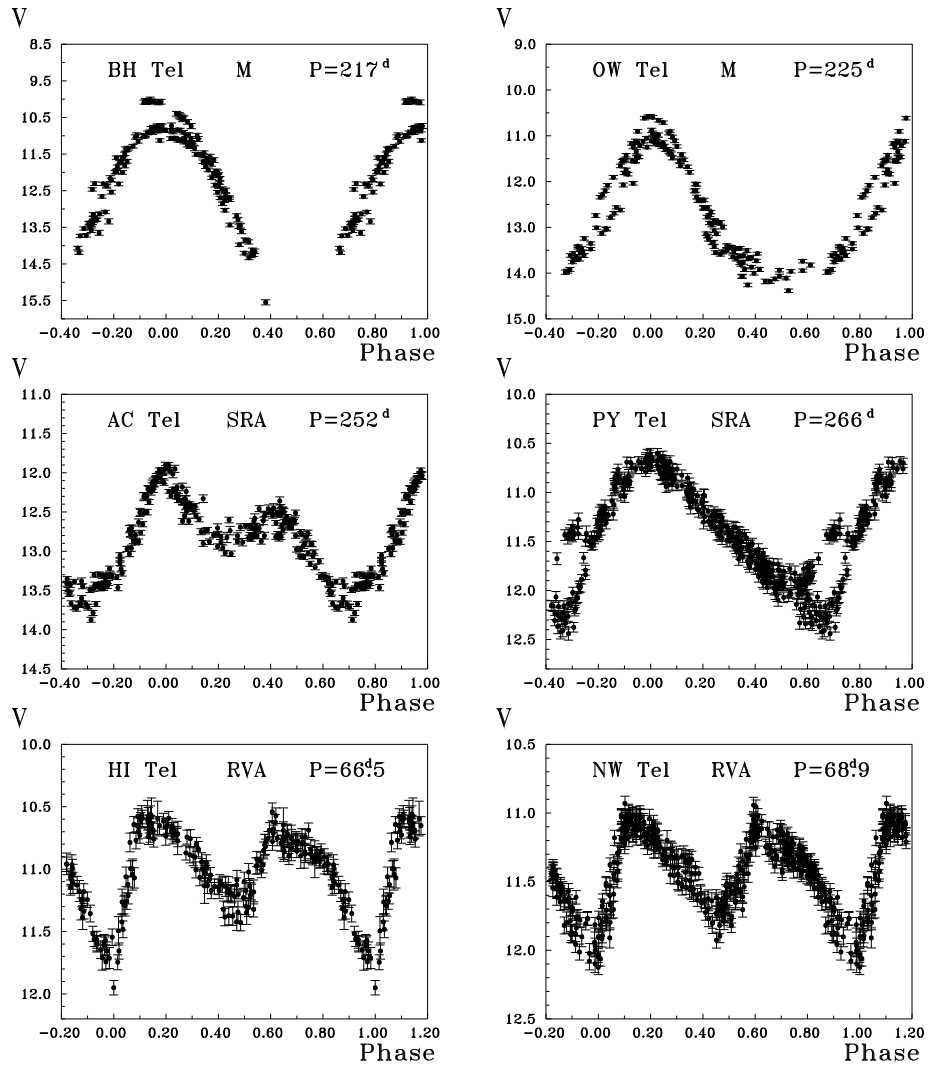 V
8.5
9.5
10.5
11.5
12.5
13.5
14.5
15.5
BH Tel M P=217d
-0.40 -0.20 0.00 0.20 0.40 0.60 0.80 1.00
Phase
V
9.0
10.0
11.0
12.0
13.0
14.0
15.0
OW Tel M P=225d
-0.40 -0.20 0.00 0.20 0.40 0.60 0.80 1.00
Phase
V
11.0
11.5
12.0
12.5
13.0
13.5
14.0
14.5
AC Tel SRA P=252d
-0.40 -0.20 0.00 0.20 0.40 0.60 0.80 1.00
Phase
V
10.0
10.5
11.0
11.5
12.0
12.5
PY Tel SRA P=266d
-0.40 -0.20 0.00 0.20 0.40 0.60 0.80 1.00
Phase
V
10.0
10.5
11.0
11.5
12.0
HI Tel RVA P=66d.5
-0.20 0.00 0.20 0.40 0.60 0.80 1.00 1.20
Phase
V
10.5
11.0
11.5
12.0
12.5
NW Tel RVA P=68d.9
-0.20 0.00 0.20 0.40 0.60 0.80 1.00 1.20
Phase